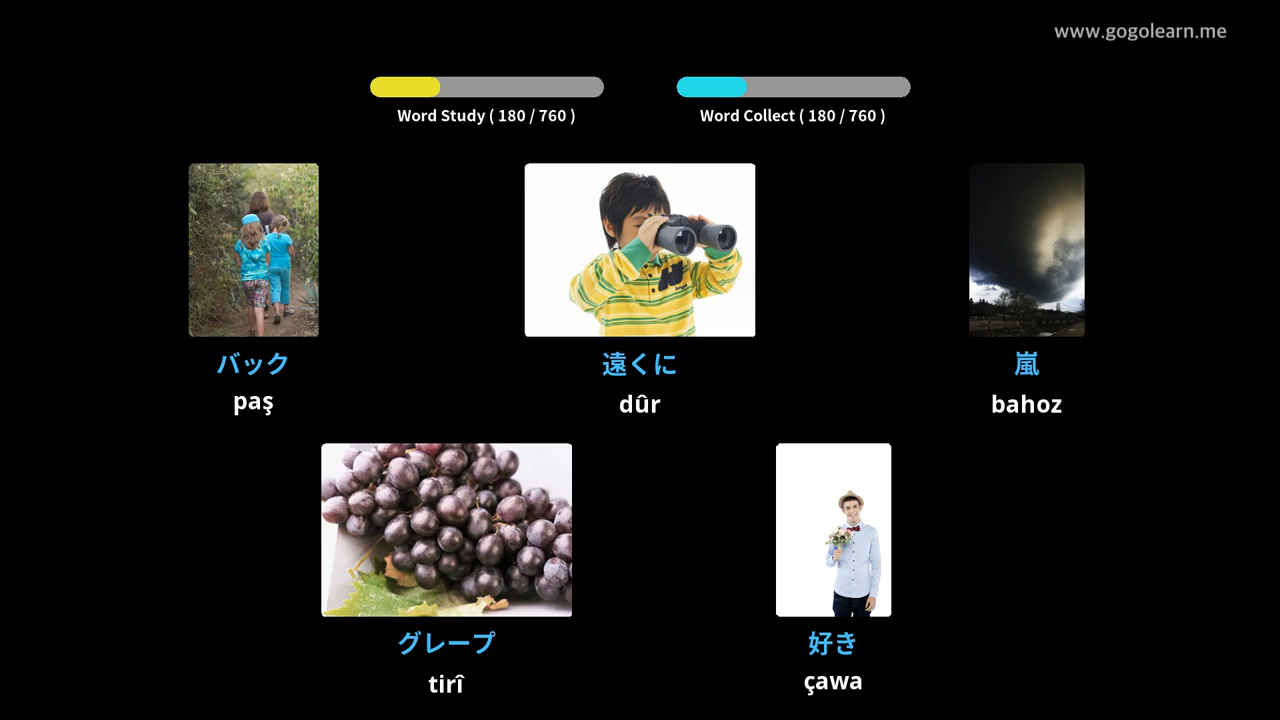 www.gogolearn.me
Word Study ( 180 / 760 )
Word Collect ( 180 / 760 )
バック
paş
遠くに
dûr
嵐
bahoz
グレープ
tirî
好き
çawa